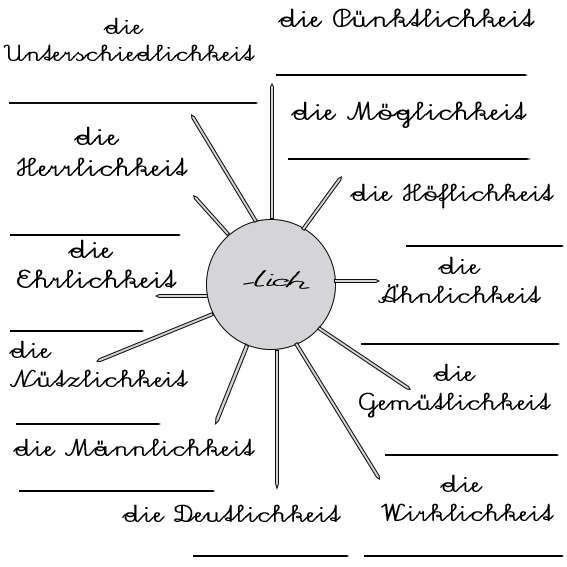 die
Unterschiedlichkeit
die Pünktlichkeit
die Möglichkeit
die
Herrlichkeit
die Höflichkeit
die
Ehrlichkeit
-lich
die
Ähnlichkeit
die
Nützlichkeit
die
Gemütlichkeit
die Männlichkeit
die
Wirklichkeit
die Deutlichkeit